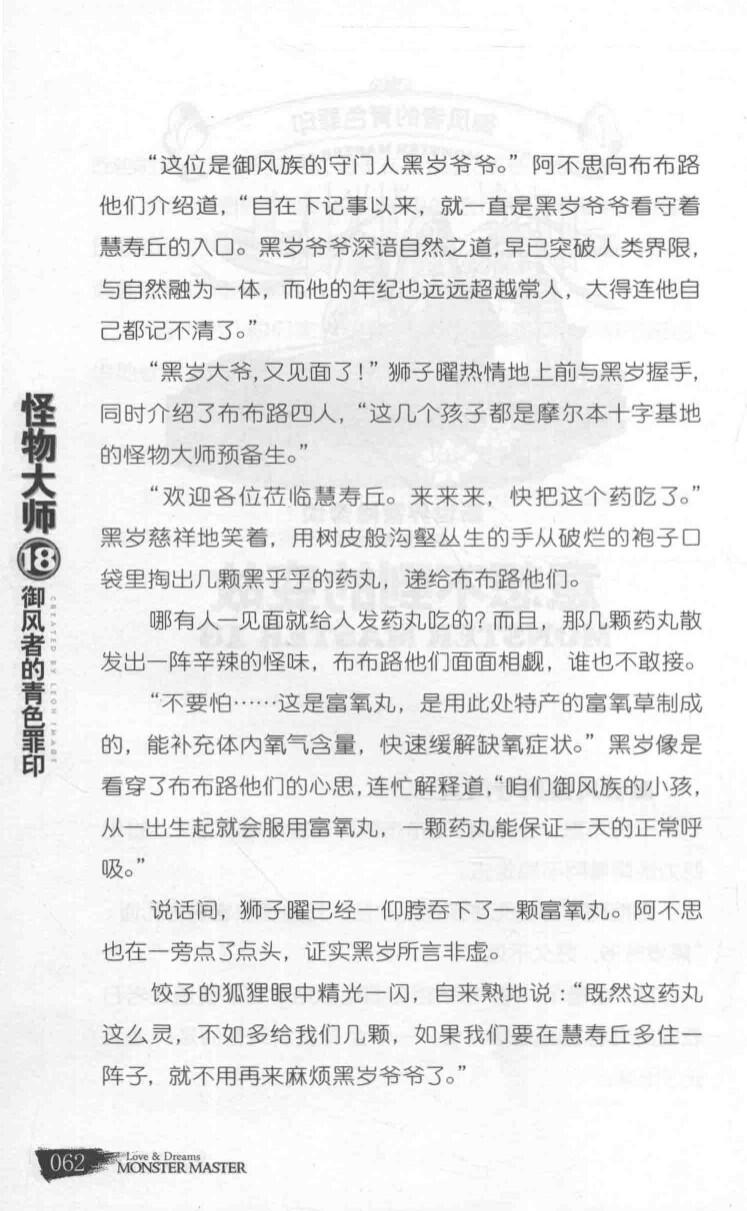 “这位是御风族的守门人黑岁爷爷。”阿不思向布布路
他们介绍道，“自在下记事以来，就一直是黑岁爷爷看守着
慧寿丘的入口。黑岁爷爷深谙自然之道，早已突破人类界限，
与自然融为一体，而他的年纪也远远超越常人，大得连他自
己都记不清了。”
“黑岁大爷，又见面了！”狮子曜热情地上前与黑岁握手，
同时介绍了布布路四人，“这几个孩子都是摩尔本十字基地
的怪物大师预备生。”
“欢迎各位莅临慧寿丘。来来来，快把这个药吃了。”
黑岁慈祥地笑着，用树皮般沟壑丛生的手从破烂的袍子口
袋里掏出几颗黑乎乎的药丸，递给布布路他们。
哪有人一见面就给人发药丸吃的？而且，那几颗药丸散
发出一阵辛辣的怪味，布布路他们面面相觑，谁也不敢接。
“不要怕……这是富氧丸，是用此处特产的富氧草制成
的，能补充体内氧气含量，快速缓解缺氧症状。”黑岁像是
看穿了布布路他们的心思，连忙解释道，“咱们御风族的小孩，
从一出生起就会服用富氧丸，一颗药丸能保证一天的正常呼
吸。”
说话间，狮子曜已经一仰脖吞下了一颗富氧丸。阿不思
也在一旁点了点头，证实黑岁所言非虚。
饺子的狐狸眼中精光一闪，自来熟地说：“既然这药丸
这么灵，不如多给我们几颗，如果我们要在慧寿丘多住一
阵子，就不用再来麻烦黑岁爷爷了。”
怪物大师⑱御风者的青色罪印
CREATED BY LEON IMAGE
062
Love & Dreams
MONSTER MASTER